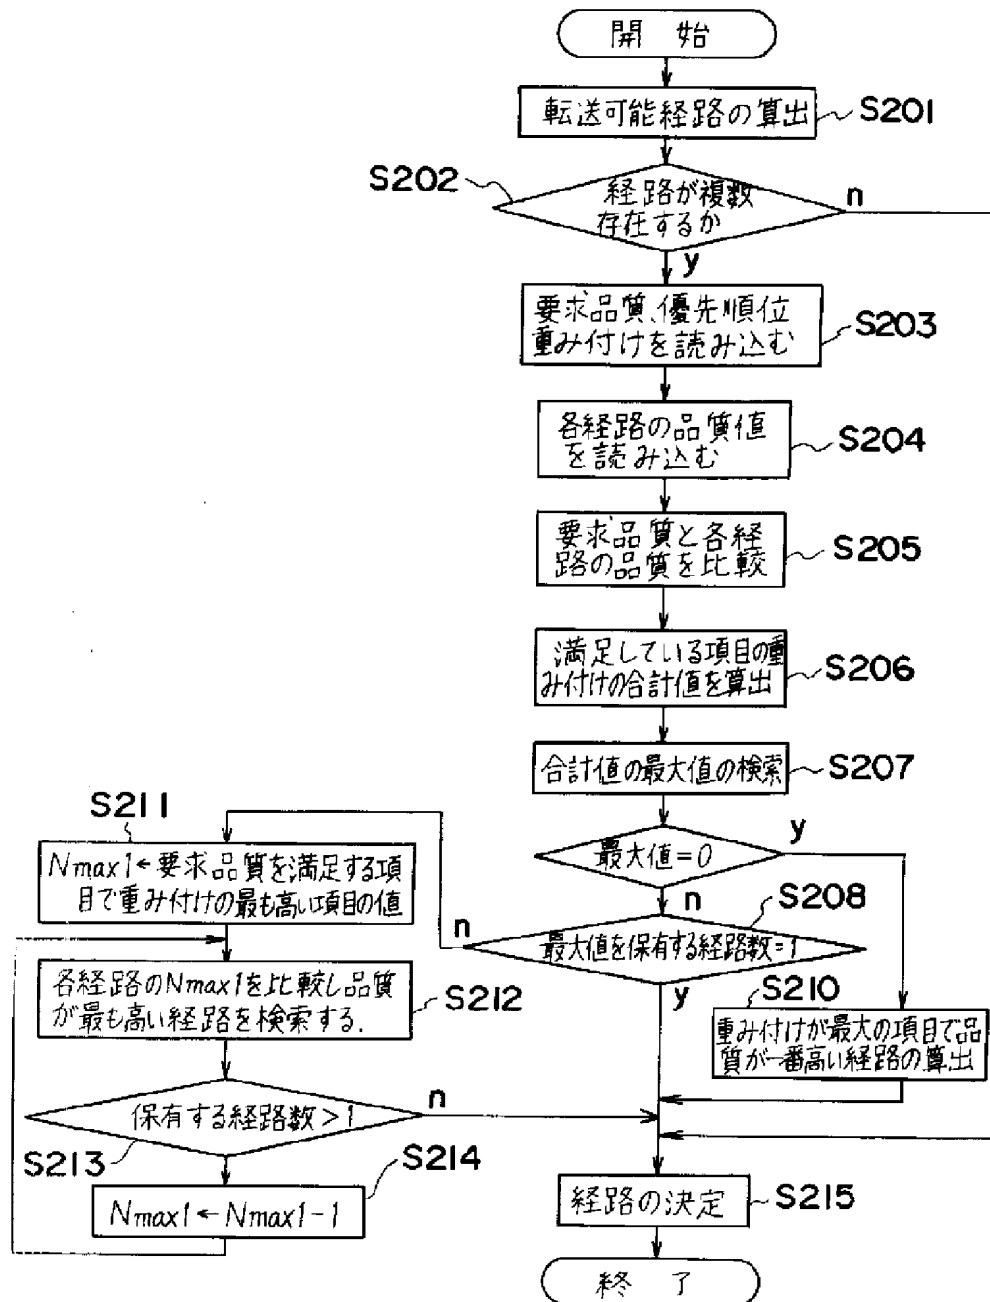 開始
転送可能経路の算出
S201
S202
経路が複数
存在するか
n
y
要求品質、優先順位
重み付けを読み込む
S203
各経路の品質値
を読み込む
S204
要求品質と各経
路の品質を比較
S205
満足している項目の重
み付けの合計値を算出
S206
合計値の最大値の検索
S207
最大値=0
y
n
S208
最大値を保有する経路数=1
n
y
S210
重み付けが最大の項目で品
質が一番高い経路の算出
S211
Nmax1←要求品質を満足する項
目で重み付けの最も高い項目の値
各経路のNmax1を比較し品質
が最も高い経路を検索する.
S212
保有する経路数>1
n
S213
S214
Nmax1←Nmax1-1
経路の決定
S215
終了